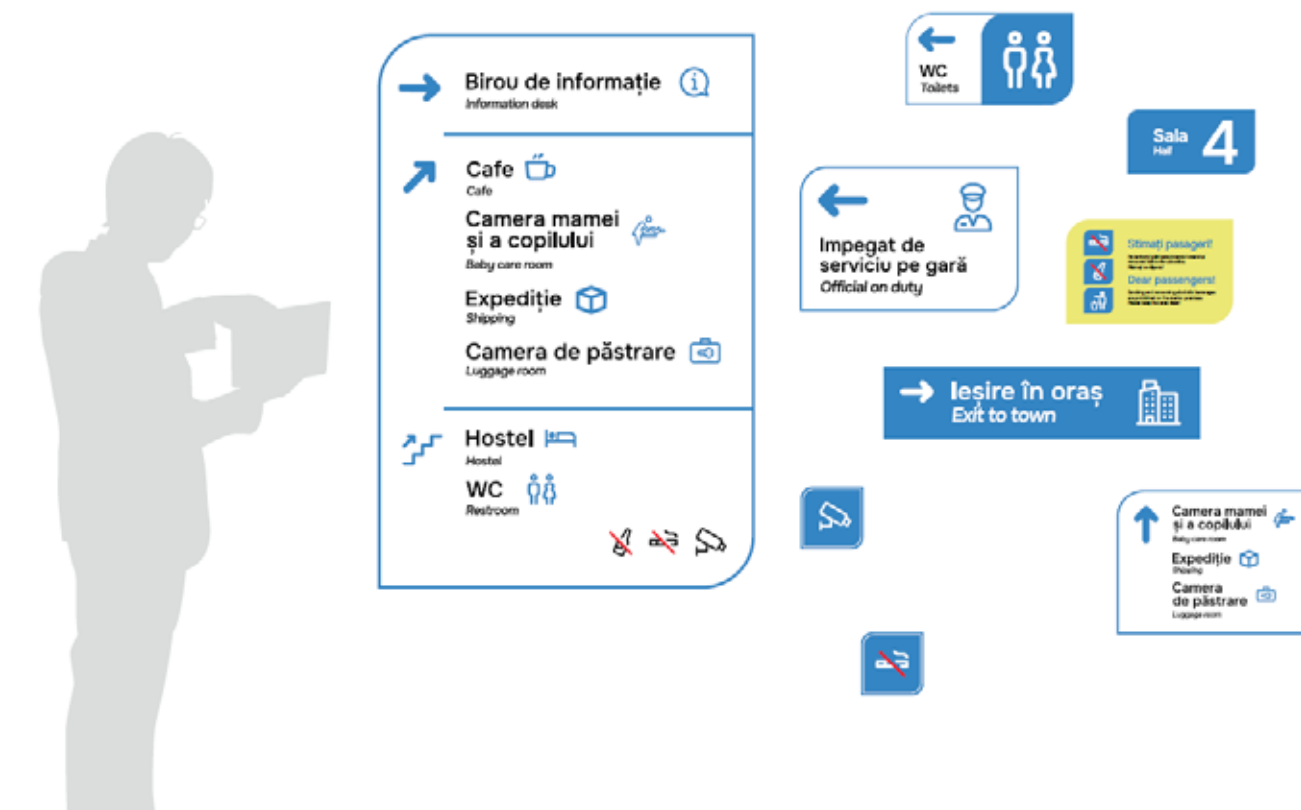 Birou de informație
Information desk
Cafe
Cafe
Camera mamei
și a copilului
Baby care room
Expediție
Shipping
Camera de păstrare
Luggage room
Hostel
Hostel
WC
Restroom
WC
Toilets
Sala
Hall
4
Impegat de
serviciu pe gară
Official on duty
Stimați pasageri!
Dear passengers!
Ieșire în oraș
Exit to town
Camera mamei
și a copilului
Baby care room
Expediție
Shipping
Camera
de păstrare
Luggage room